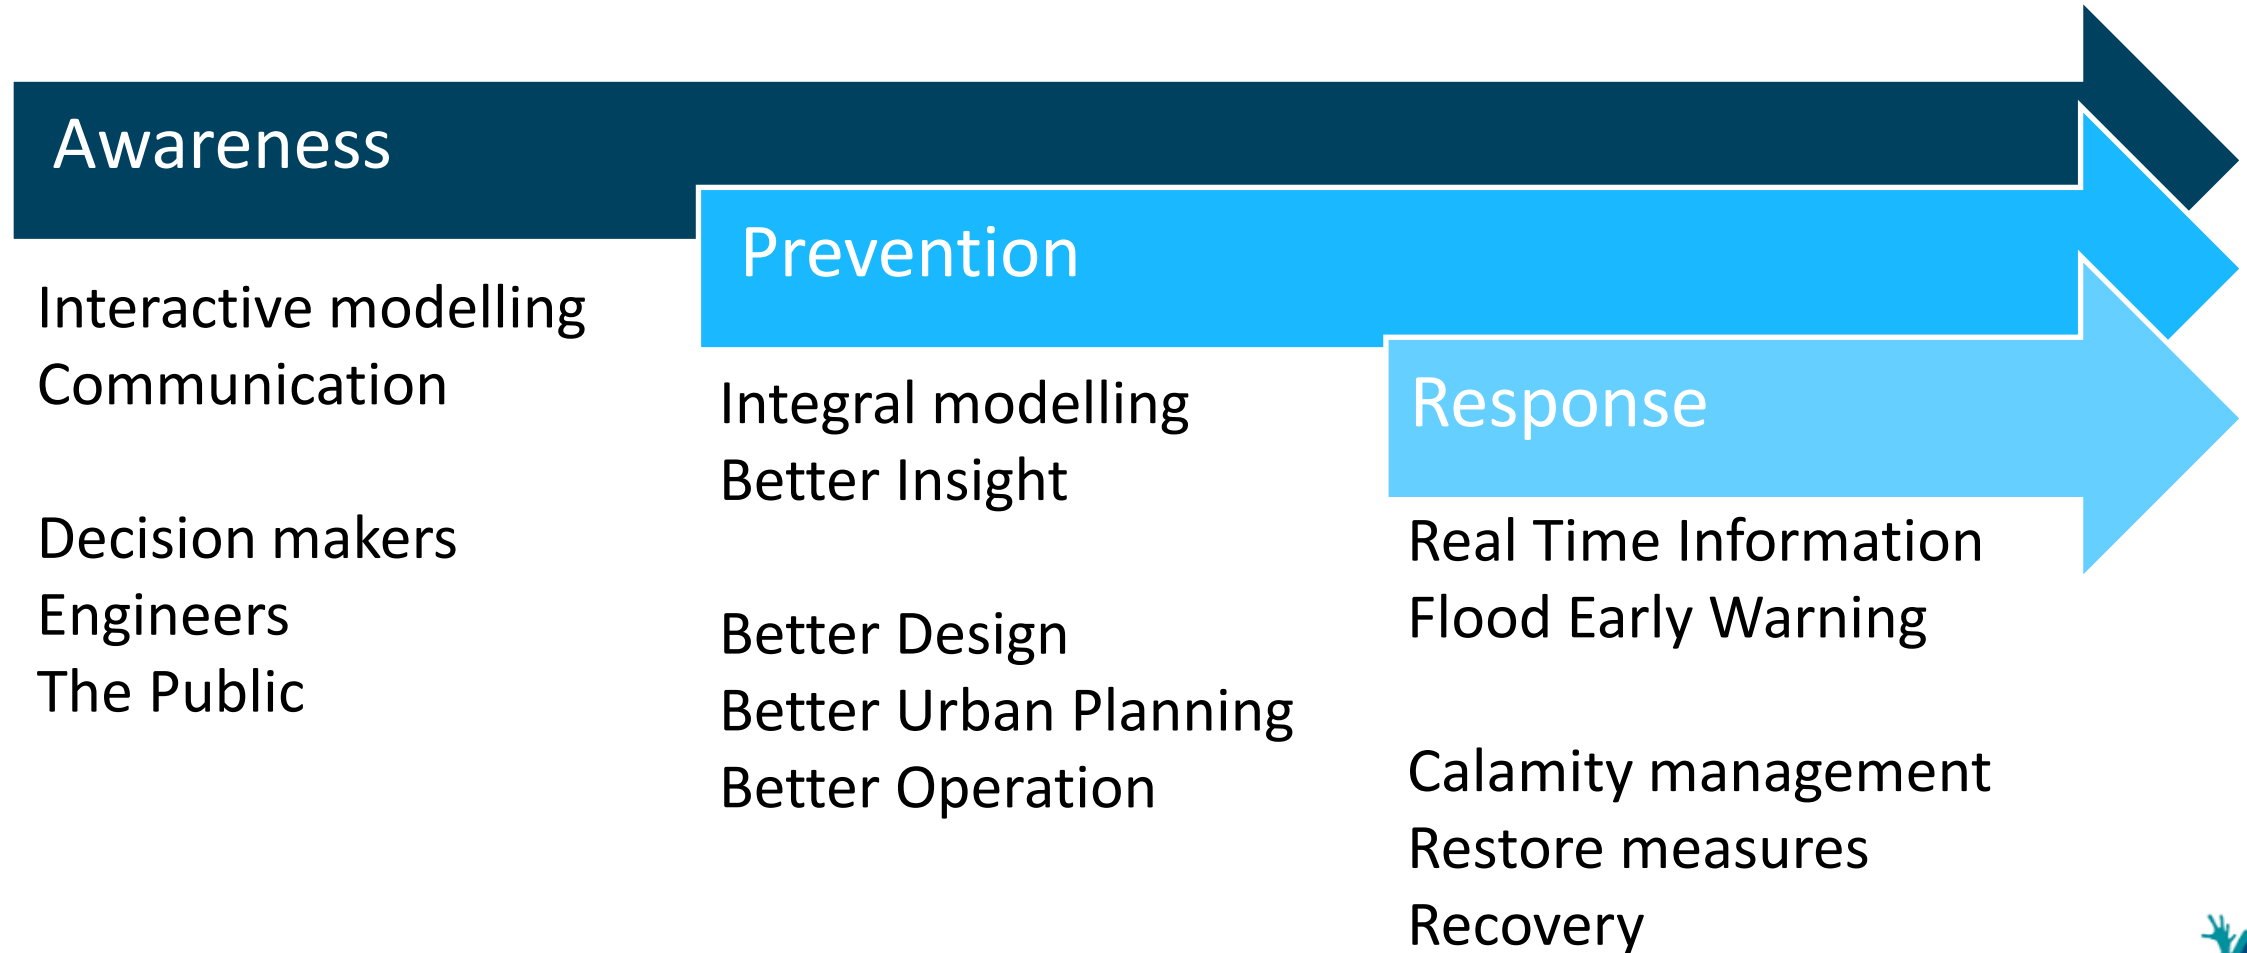 Awareness
Interactive modelling
Communication
Decision makers
Engineers
The Public
Prevention
Integral modelling
Better Insight
Better Design
Better Urban Planning
Better Operation
Response
Real Time Information
Flood Early Warning
Calamity management
Restore measures
Recovery